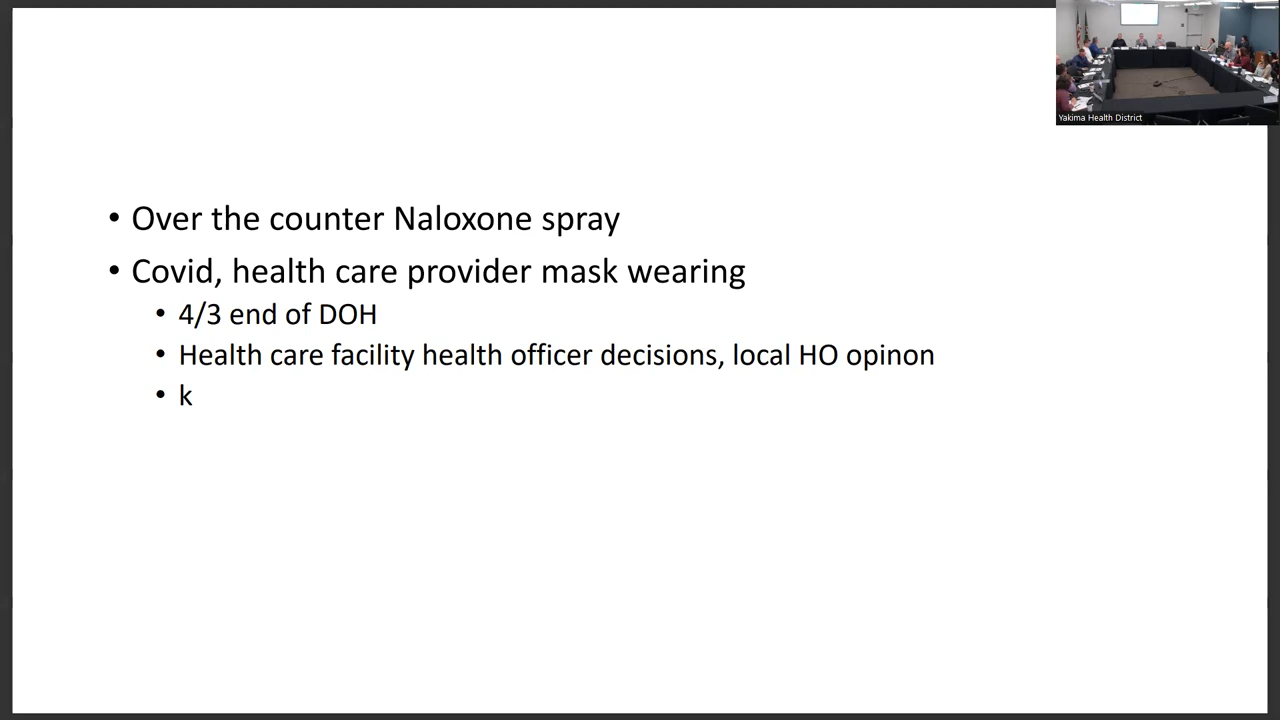 Yakima Health District
• Over the counter Naloxone spray
• Covid, health care provider mask wearing
• 4/3 end of DOH
• Health care facility health officer decisions, local HO opinon
• k